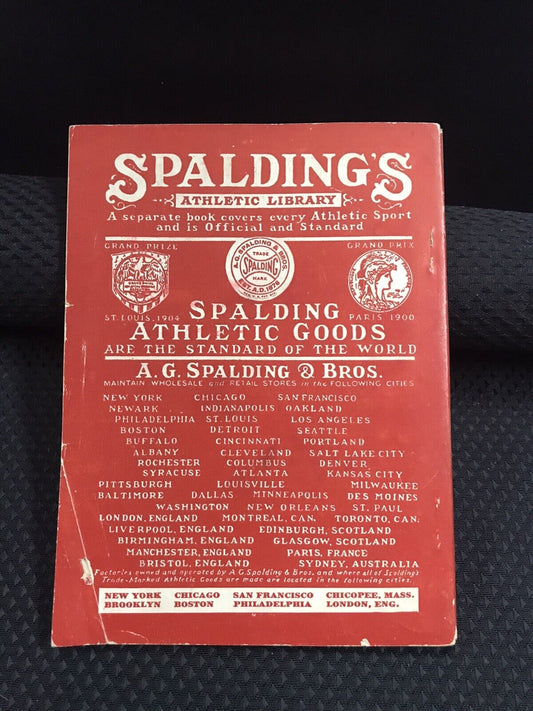 SPALDING'S
ATHLETIC LIBRARY
A separate book covers every Athletic Sport
and is Official and Standard
GRAND PRIZE
ST. LOUIS, 1904
A.G. SPALDING & BROS.
TRADE
SPALDING
MARK
EST. A.D. 1876
GRAND PRIX
PARIS 1900
SPALDING
ATHLETIC GOODS
ARE THE STANDARD OF THE WORLD
A.G. SPALDING & BROS.
MAINTAIN WHOLESALE and RETAIL STORES in the FOLLOWING CITIES
NEW YORK CHICAGO SAN FRANCISCO
NEWARK INDIANAPOLIS OAKLAND
PHILADELPHIA ST. LOUIS LOS ANGELES
BOSTON DETROIT SEATTLE
BUFFALO CINCINNATI PORTLAND
ALBANY CLEVELAND SALT LAKE CITY
ROCHESTER COLUMBUS DENVER
SYRACUSE ATLANTA KANSAS CITY
PITTSBURGH LOUISVILLE MILWAUKEE
BALTIMORE DALLAS MINNEAPOLIS DES MOINES
WASHINGTON NEW ORLEANS ST. PAUL
LONDON, ENGLAND MONTREAL, CAN. TORONTO, CAN.
LIVERPOOL, ENGLAND EDINBURGH, SCOTLAND
BIRMINGHAM, ENGLAND GLASGOW, SCOTLAND
MANCHESTER, ENGLAND PARIS, FRANCE
BRISTOL, ENGLAND SYDNEY, AUSTRALIA
Factories owned and operated by A.G. Spalding & Bros. and where all of Spalding's
Trade-Marked Athletic Goods are made are located in the following cities.
NEW YORK CHICAGO SAN FRANCISCO CHICOPEE, MASS.
BROOKLYN BOSTON PHILADELPHIA LONDON, ENG.